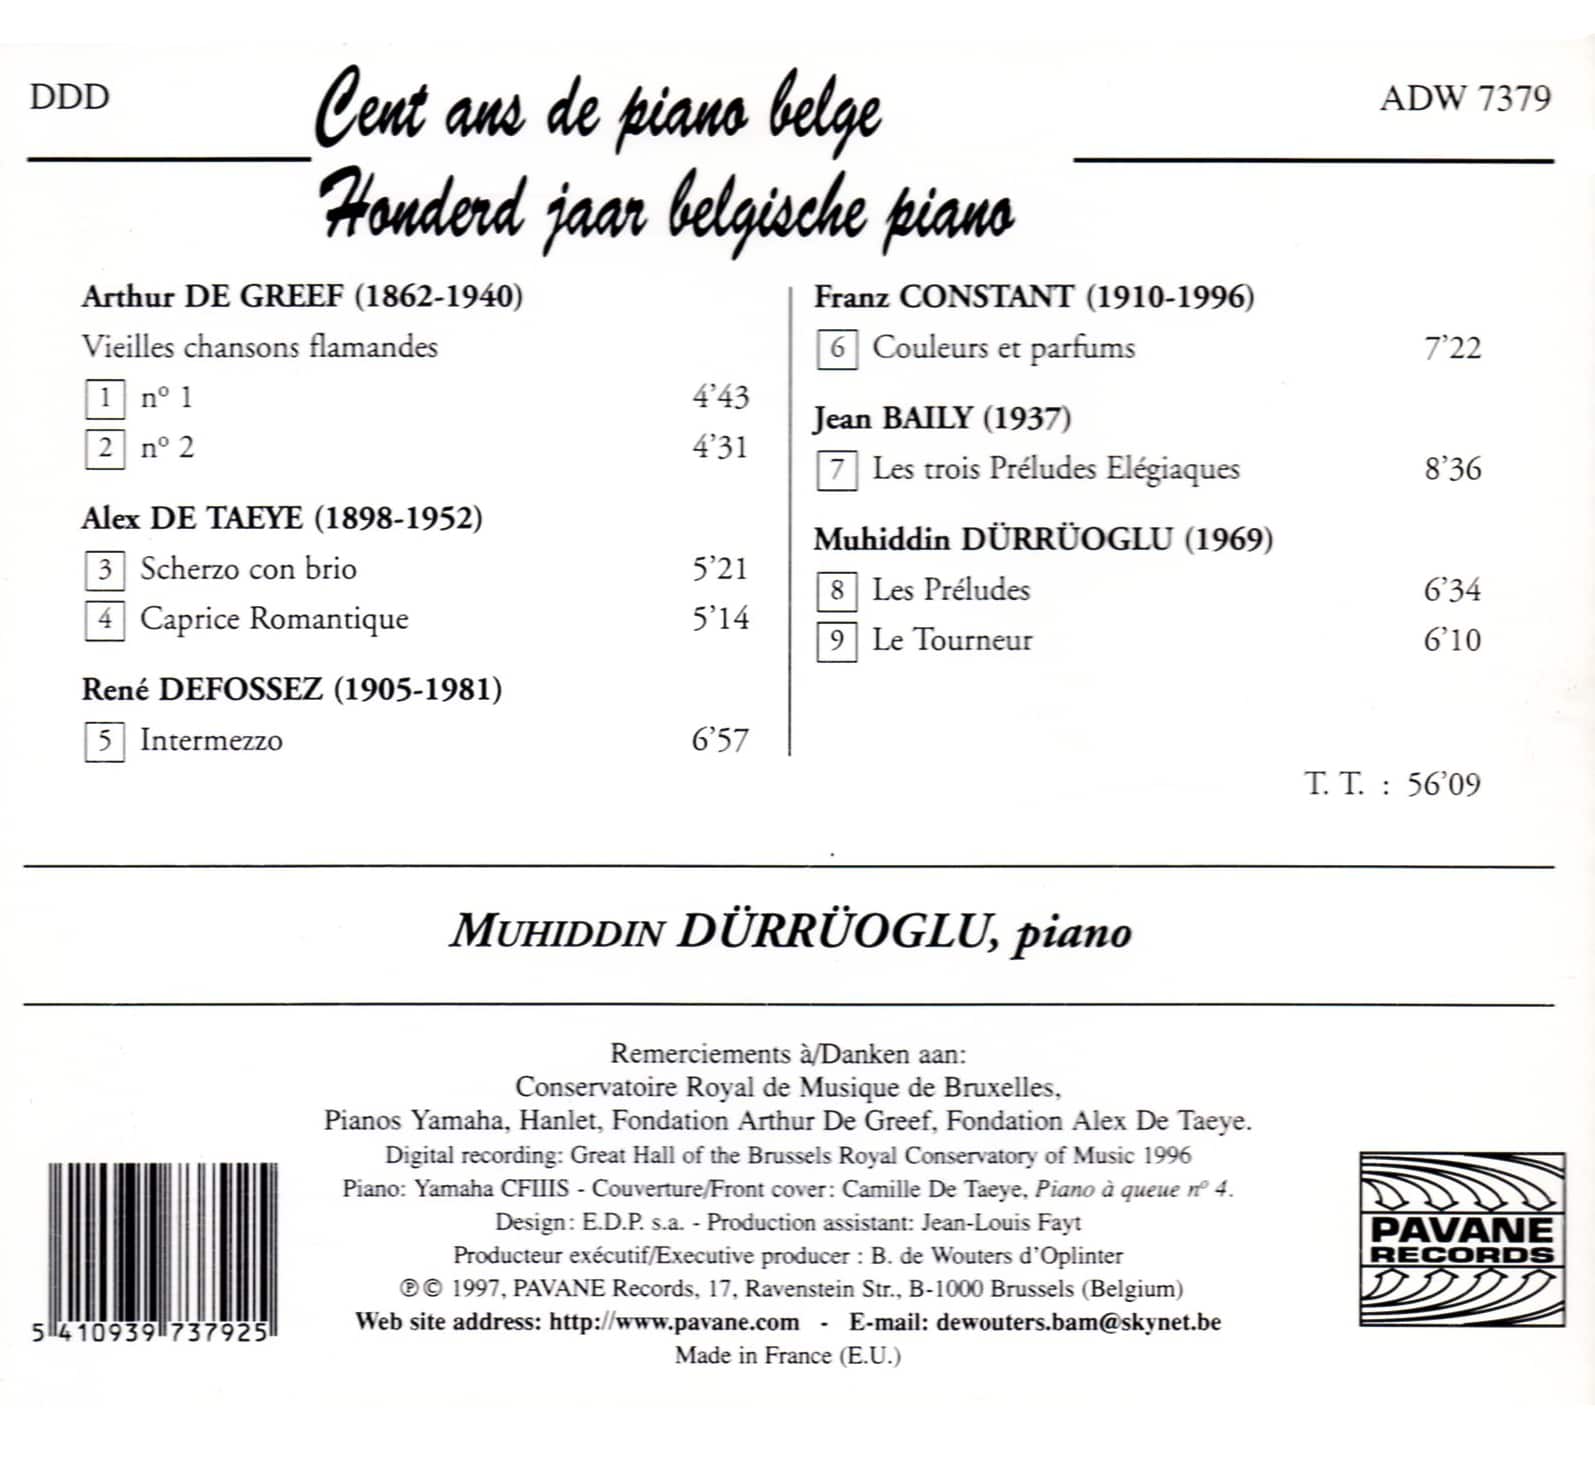 DDD
ADW 7379
Cent ans de piano belge
Honderd jaar belgische piano
Arthur DE GREEF (1862-1940)
Vieilles chansons flamandes
1 nº 1 4'43
2 nº 2 4'31
Alex DE TAEYE (1898-1952)
3 Scherzo con brio 5'21
4 Caprice Romantique 5'14
René DEFOSSEZ (1905-1981)
5 Intermezzo 6'57
Franz CONSTANT (1910-1996)
6 Couleurs et parfums 7'22
Jean BAILY (1937)
7 Les trois Préludes Elégiaques 8'36
Muhiddin DÜRRÜOGLU (1969)
8 Les Préludes 6'34
9 Le Tourneur 6'10
T. T. : 56'09
MUHIDDIN DÜRRÜOGLU, piano
Remerciements à/Danken aan:
Conservatoire Royal de Musique de Bruxelles,
Pianos Yamaha, Hanlet, Fondation Arthur De Greef, Fondation Alex De Taeye.
Digital recording: Great Hall of the Brussels Royal Conservatory of Music 1996
Piano: Yamaha CFIIIS - Couverture/Front cover: Camille De Taeye, Piano à queue nº 4.
Design: E.D.P. s.a. - Production assistant: Jean-Louis Fayt
Producteur exécutif/Executive producer : B. de Wouters d'Oplinter
℗© 1997, PAVANE Records, 17, Ravenstein Str., B-1000 Brussels (Belgium)
Web site address: http://www.pavane.com - E-mail: dewouters.bam@skynet.be
Made in France (E.U.)
5 410939 737925
PAVANE
RECORDS